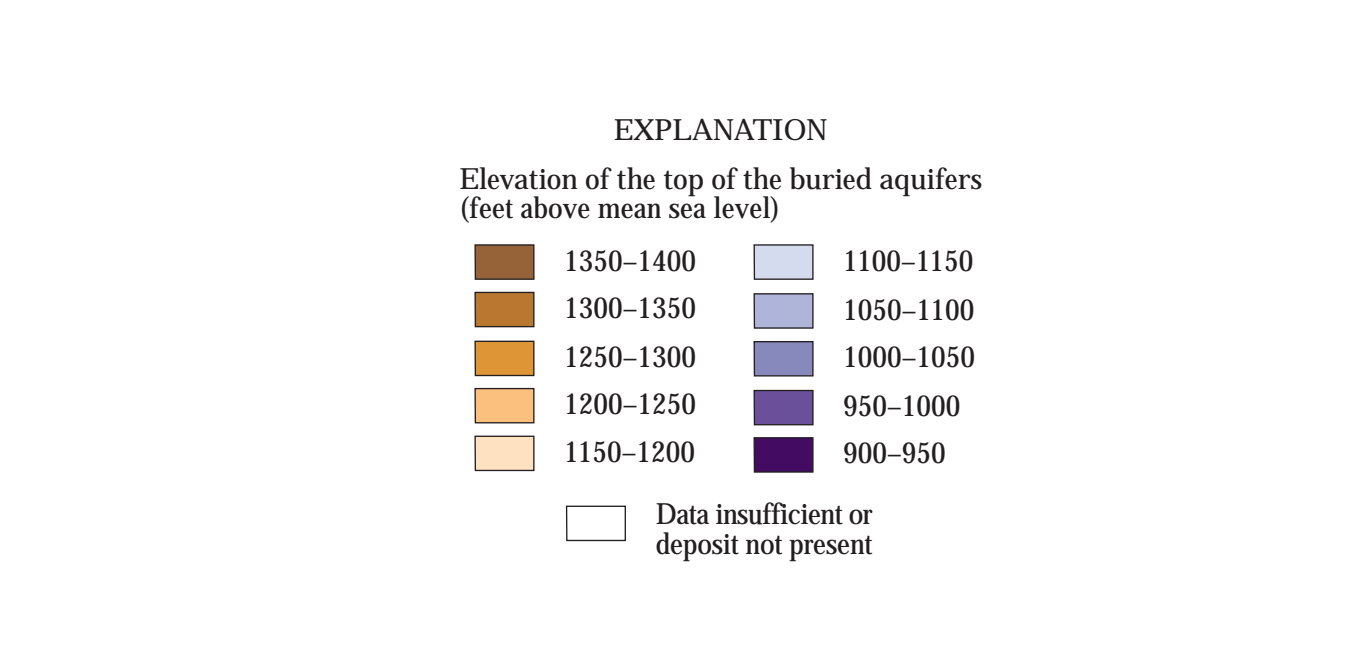 EXPLANATION
Elevation of the top of the buried aquifers
(feet above mean sea level)
1350–1400
1300–1350
1250–1300
1200–1250
1150–1200
1100–1150
1050–1100
1000–1050
950–1000
900–950
Data insufficient or
deposit not present